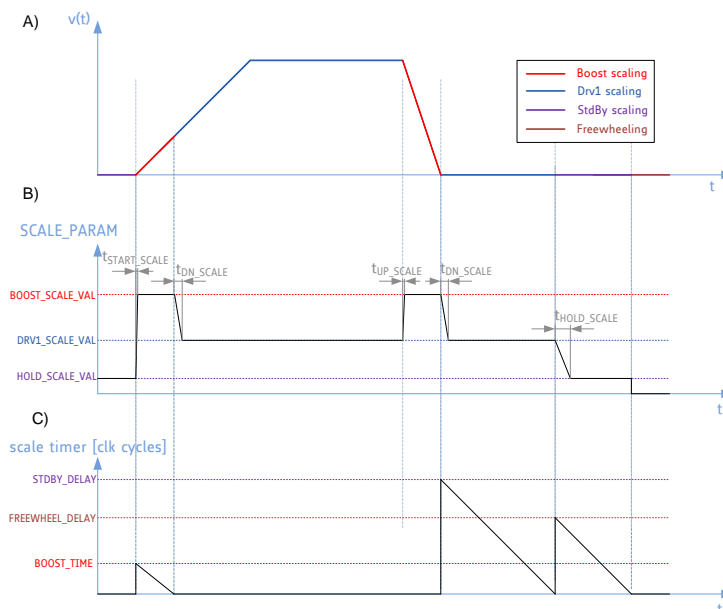 A)
v(t)
Boost scaling
Drv1 scaling
StdBy scaling
Freewheeling
t
B)
SCALE_PARAM
tSTART_SCALE
tDN_SCALE
tUP_SCALE
tDN_SCALE
BOOST_SCALE_VAL
tHOLD_SCALE
DRV1_SCALE_VAL
HOLD_SCALE_VAL
t
C)
scale timer [clk cycles]
STDBY_DELAY
FREEWHEEL_DELAY
BOOST_TIME
t